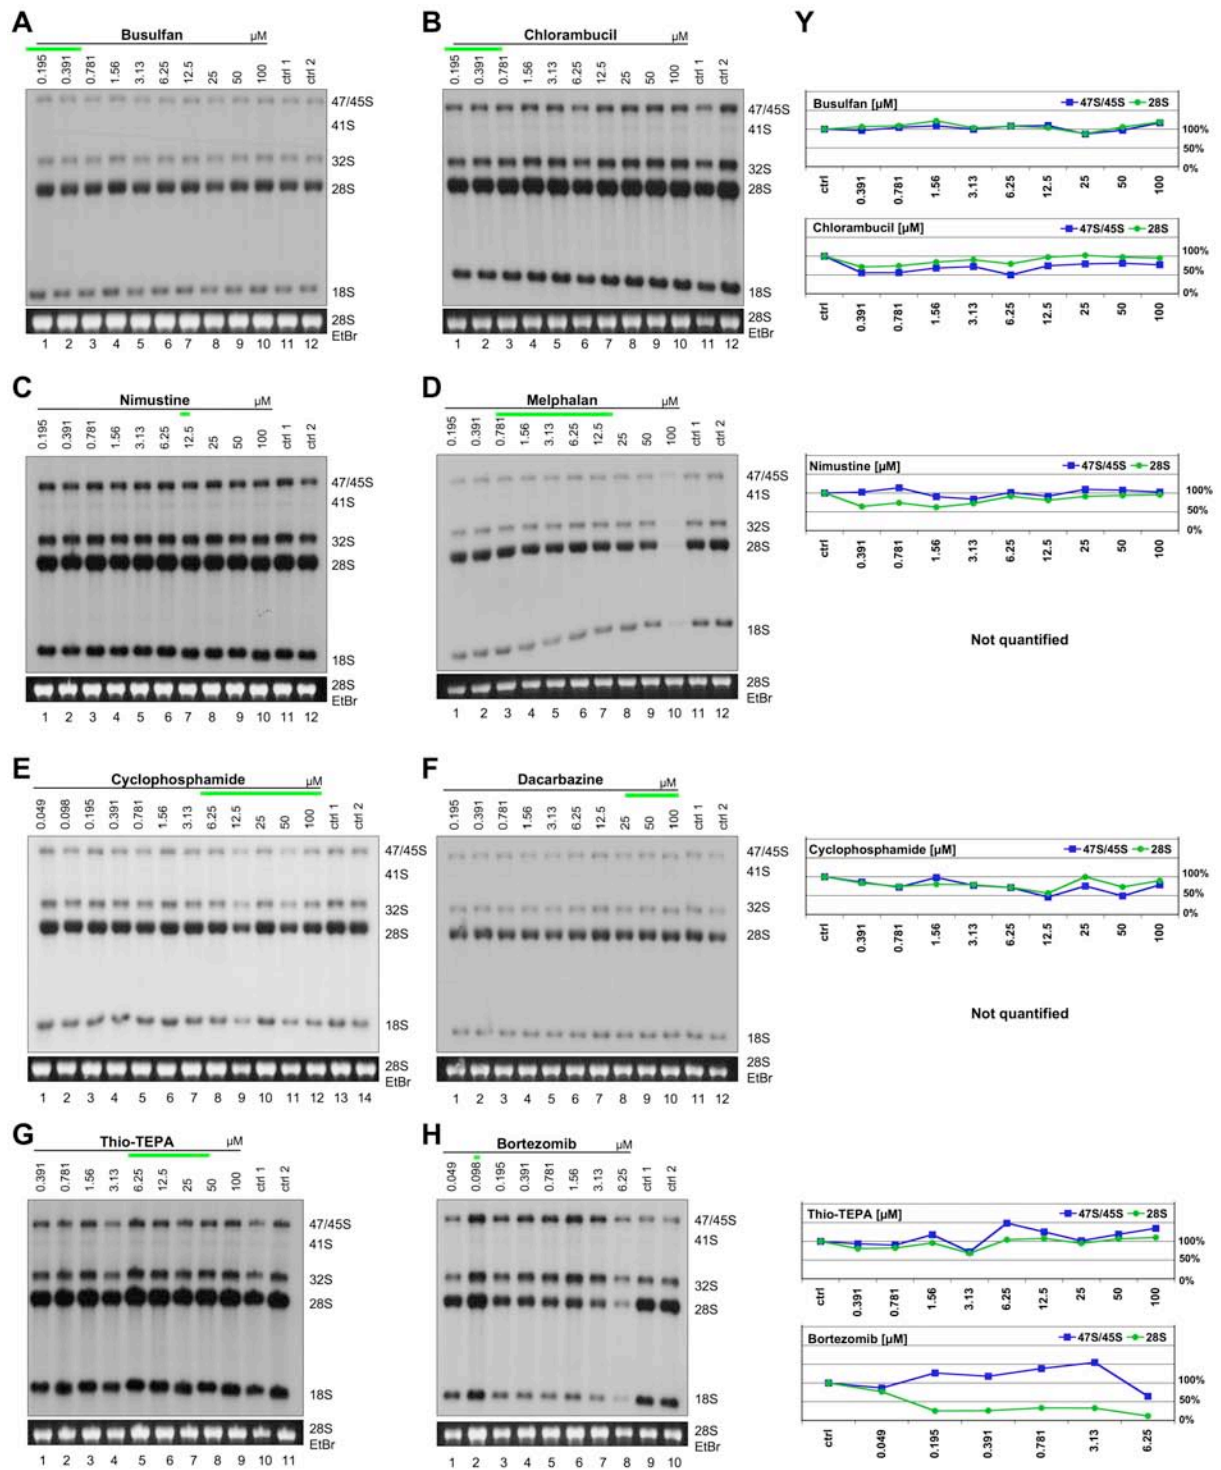 A
Busulfan µM
0.195 0.391 0.781 1.56 3.13 6.25 12.5 25 50 100 ctrl 1 ctrl 2
47/45S
41S
32S
28S
18S
28S
EtBr
1 2 3 4 5 6 7 8 9 10 11 12
B
Chlorambucil µM
0.195 0.391 0.781 1.56 3.13 6.25 12.5 25 50 100 ctrl 1 ctrl 2
47/45S
41S
32S
28S
18S
28S
EtBr
1 2 3 4 5 6 7 8 9 10 11 12
Y
Busulfan [µM] 47S/45S 28S
100%
50%
0%
ctrl 0.391 0.781 1.56 3.13 6.25 12.5 25 50 100
Chlorambucil [µM] 47S/45S 28S
100%
50%
0%
ctrl 0.391 0.781 1.56 3.13 6.25 12.5 25 50 100
C
Nimustine µM
0.195 0.391 0.781 1.56 3.13 6.25 12.5 25 50 100 ctrl 1 ctrl 2
47/45S
41S
32S
28S
18S
28S
EtBr
1 2 3 4 5 6 7 8 9 10 11 12
D
Melphalan µM
0.195 0.391 0.781 1.56 3.13 6.25 12.5 25 50 100 ctrl 1 ctrl 2
47/45S
41S
32S
28S
18S
28S
EtBr
1 2 3 4 5 6 7 8 9 10 11 12
Nimustine [µM] 47S/45S 28S
100%
50%
0%
ctrl 0.391 0.781 1.56 3.13 6.25 12.5 25 50 100
Not quantified
E
Cyclophosphamide µM
0.049 0.098 0.195 0.391 0.781 1.56 3.13 6.25 12.5 25 50 100 ctrl 1 ctrl 2
47/45S
41S
32S
28S
18S
28S
EtBr
1 2 3 4 5 6 7 8 9 10 11 12 13 14
F
Dacarbazine µM
0.195 0.391 0.781 1.56 3.13 6.25 12.5 25 50 100 ctrl 1 ctrl 2
47/45S
41S
32S
28S
18S
28S
EtBr
1 2 3 4 5 6 7 8 9 10 11 12
Cyclophosphamide [µM] 47S/45S 28S
100%
50%
0%
ctrl 0.391 0.781 1.56 3.13 6.25 12.5 25 50 100
Not quantified
G
Thio-TEPA µM
0.391 0.781 1.56 3.13 6.25 12.5 25 50 100 ctrl 1 ctrl 2
47/45S
41S
32S
28S
18S
28S
EtBr
1 2 3 4 5 6 7 8 9 10 11
H
Bortezomib µM
0.049 0.098 0.195 0.391 0.781 1.56 3.13 6.25 ctrl 1 ctrl 2
47/45S
41S
32S
28S
18S
28S
EtBr
1 2 3 4 5 6 7 8 9 10
Thio-TEPA [µM] 47S/45S 28S
100%
50%
0%
ctrl 0.391 0.781 1.56 3.13 6.25 12.5 25 50 100
Bortezomib [µM] 47S/45S 28S
100%
50%
0%
ctrl 0.049 0.195 0.391 0.781 3.13 6.25